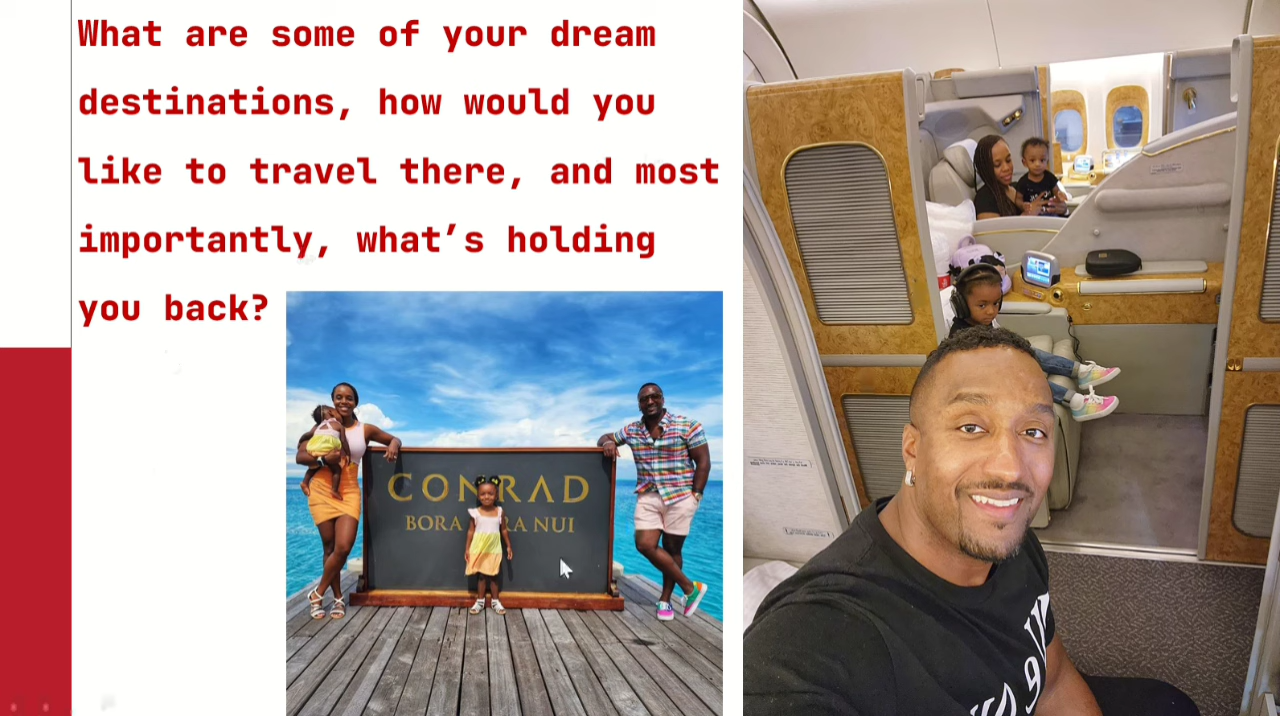 What are some of your dream
destinations, how would you
like to travel there, and most
importantly, what's holding
you back?
CONRAD
BORA RA NUI